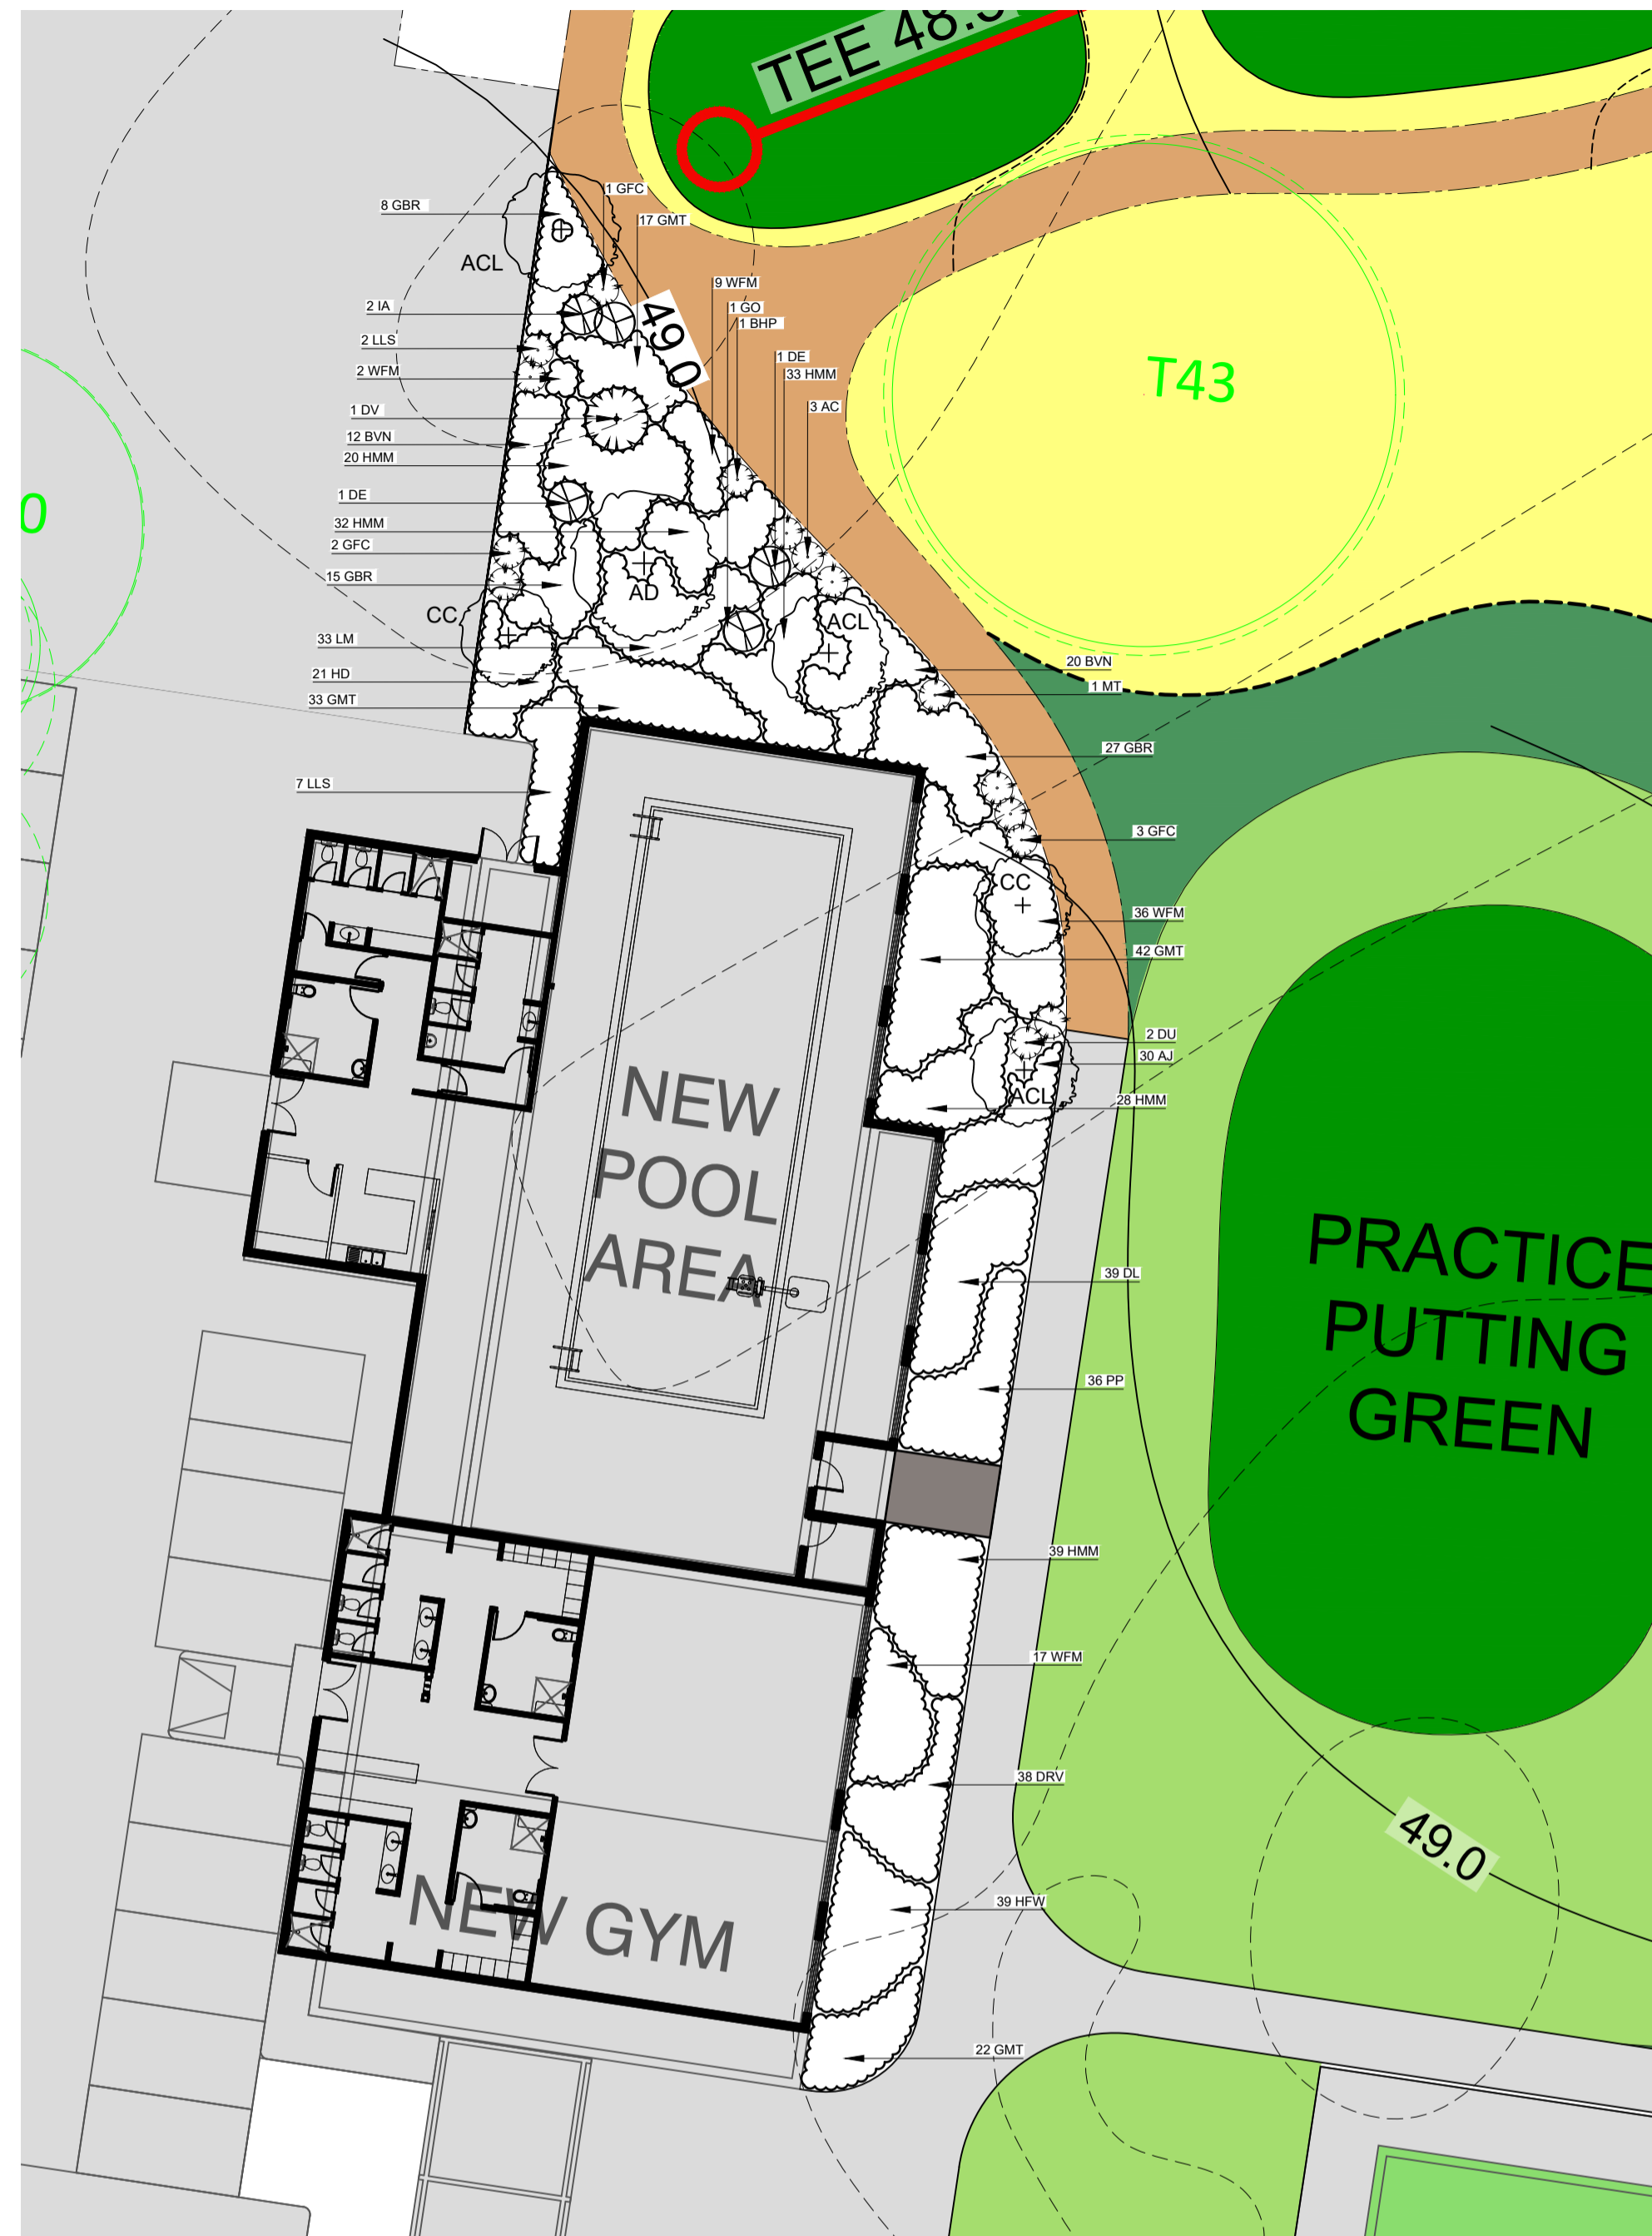 TEE 48.5
1 GFC
8 GBR
17 GMT
ACL
9 WFM
2 IA
1 GO
1 BHP
49.0
2 LLS
1 DE
2 WFM
33 HMM
T43
1 DV
3 AC
12 BVN
20 HMM
1 DE
0
32 HMM
2 GFC
15 GBR
AD
CC
ACL
33 LM
20 BVN
21 HD
1 MT
33 GMT
27 GBR
7 LLS
3 GFC
CC
36 WFM
42 GMT
2 DU
30 AJ
ACL
28 HMM
NEW
POOL
AREA
39 DL
PRACTICE
PUTTING
GREEN
36 PP
39 HMM
17 WFM
38 DRV
49.0
39 HFW
NEW GYM
22 GMT